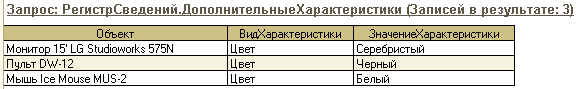 Запрос: РегистрСведений.ДополнительныеХарактеристики (Записей в результате: 3)
Объект ВидХарактеристики ЗначениеХарактеристики
Монитор 15' LG Studioworks 575N Цвет Серебристый
Пульт DW-12 Цвет Черный
Мышь Ice Mouse MUS-2 Цвет Белый